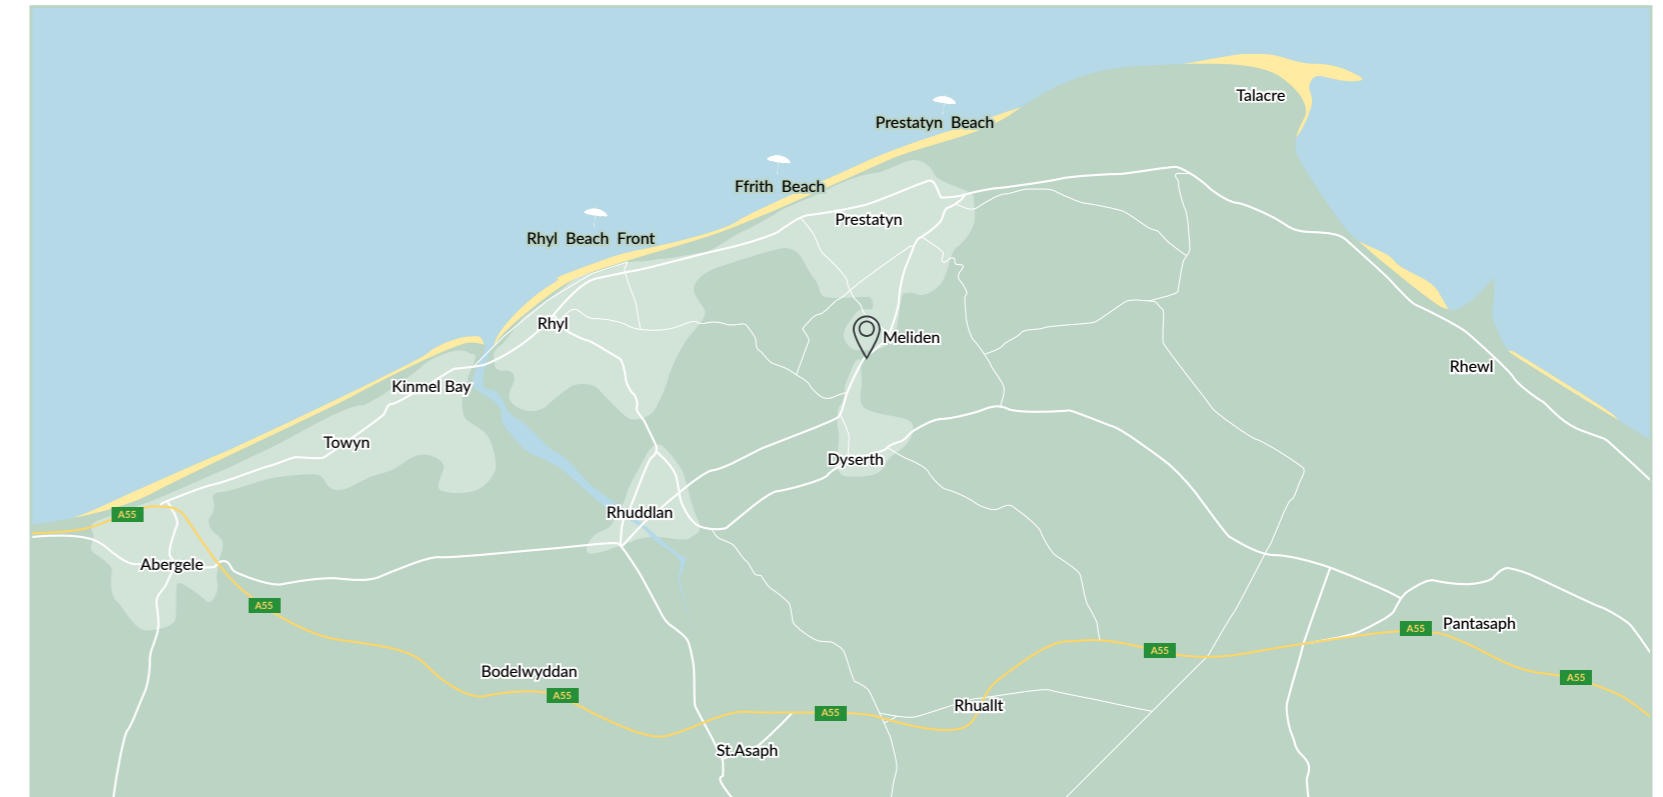 Talacre
Prestatyn Beach
Ffrith Beach
Prestatyn
Rhyl Beach Front
Rhyl
Meliden
Rhewl
Kinmel Bay
Towyn
Dyserth
A55
Rhuddlan
Abergele
A55
Pantasaph
A55
A55
Bodelwyddan
A55
A55
Rhuallt
A55
St.Asaph